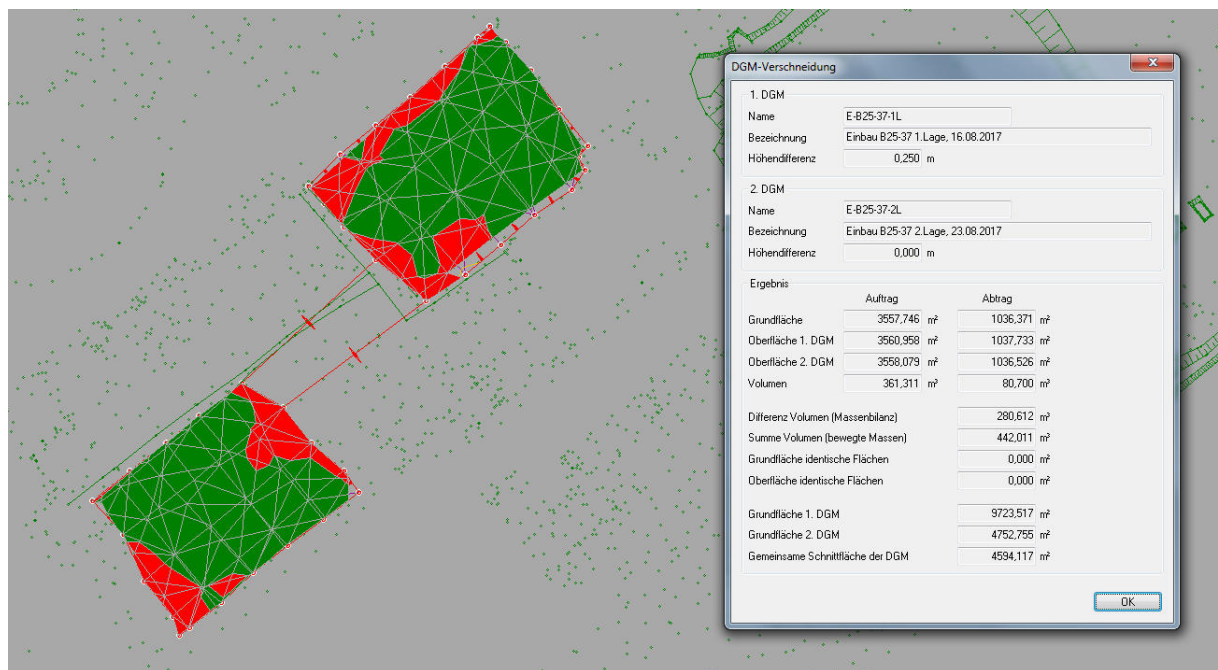 DGM-Verschneidung
1. DGM
Name E-B25-37-1L
Bezeichnung Einbau B25-37 1.Lage, 16.08.2017
Höhendifferenz 0,250 m
2. DGM
Name E-B25-37-2L
Bezeichnung Einbau B25-37 2.Lage, 23.08.2017
Höhendifferenz 0,000 m
Ergebnis
Auftrag Abtrag
Grundfläche 3557,746 m² 1036,371 m²
Oberfläche 1. DGM 3560,958 m² 1037,733 m²
Oberfläche 2. DGM 3558,079 m² 1036,526 m²
Volumen 361,311 m³ 80,700 m³
Differenz Volumen (Massenbilanz) 280,612 m³
Summe Volumen (bewegte Massen) 442,011 m³
Grundfläche identische Flächen 0,000 m²
Oberfläche identische Flächen 0,000 m²
Grundfläche 1. DGM 9723,517 m²
Grundfläche 2. DGM 4752,755 m²
Gemeinsame Schnittfläche der DGM 4594,117 m²
OK